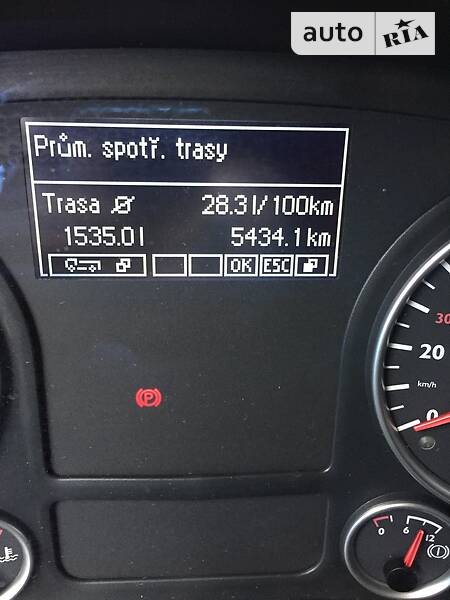 auto RIA
Prům. spotř. trasy
Trasa 28.3l/100km
1535.0l 5434.1km
OK ESC
30
20
km/h
0
P
0 6 12